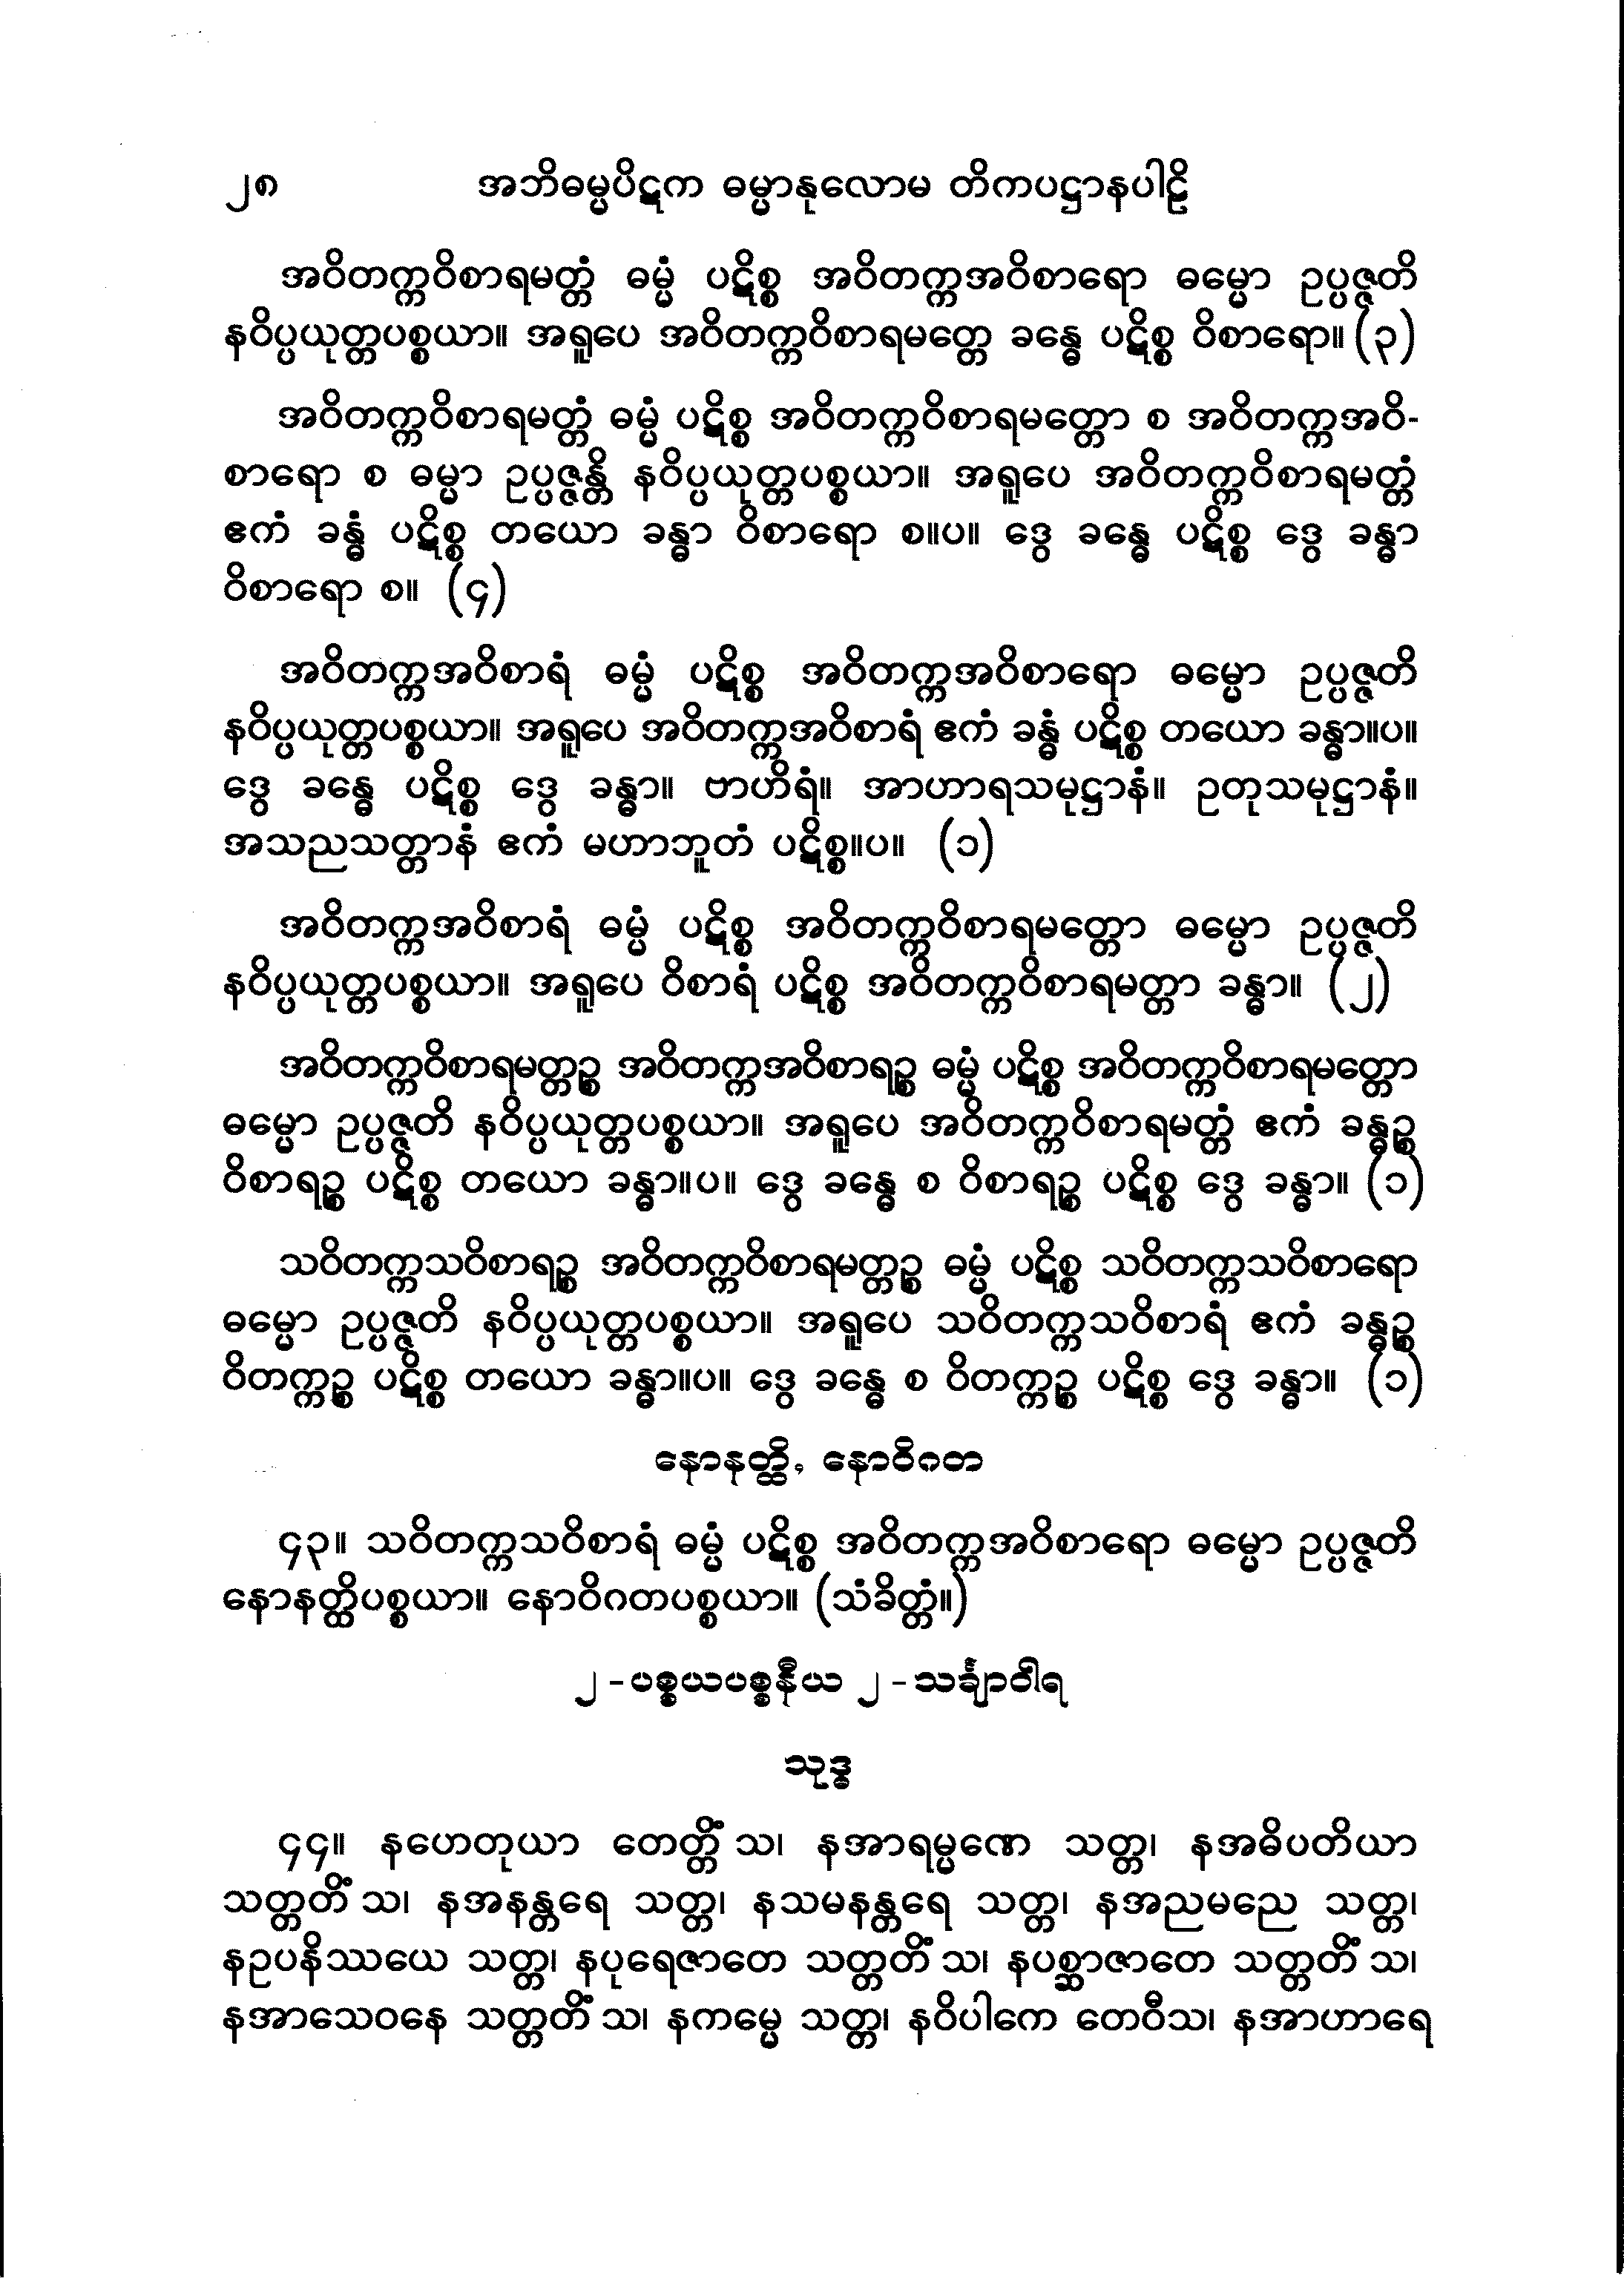 ၂၈ အဘိဓမ္မပိဋက ဓမ္မာနုလောမ တိကပဋ္ဌာနပါဠိ
အဝိတက္ကဝိစာရမတ္တံ ဓမ္မံ ပဋိစ္စ အဝိတက္ကအဝိစာရော ဓမ္မော ဥပ္ပဇ္ဇတိ
နဝိပ္ပယုတ္တပစ္စယာ။ အရူပေ အဝိတက္ကဝိစာရမတ္တေ ခန္ဓေ ပဋိစ္စ ဝိစာရော။ (၃)
အဝိတက္ကဝိစာရမတ္တံ ဓမ္မံ ပဋိစ္စ အဝိတက္ကဝိစာရမတ္တော စ အဝိတက္ကအဝိ-
စာရော စ ဓမ္မာ ဥပ္ပဇ္ဇန္တိ နဝိပ္ပယုတ္တပစ္စယာ။ အရူပေ အဝိတက္ကဝိစာရမတ္တံ
ဧကံ ခန္ဓံ ပဋိစ္စ တယော ခန္ဓာ ဝိစာရော စ။ပ။ ဒွေ ခန္ဓေ ပဋိစ္စ ဒွေ ခန္ဓာ
ဝိစာရော စ။ (၄)
အဝိတက္ကအဝိစာရံ ဓမ္မံ ပဋိစ္စ အဝိတက္ကအဝိစာရော ဓမ္မော ဥပ္ပဇ္ဇတိ
နဝိပ္ပယုတ္တပစ္စယာ။ အရူပေ အဝိတက္ကအဝိစာရံ ဧကံ ခန္ဓံ ပဋိစ္စ တယော ခန္ဓာ။ပ။
ဒွေ ခန္ဓေ ပဋိစ္စ ဒွေ ခန္ဓာ။ ဗာဟိရံ။ အာဟာရသမုဋ္ဌာနံ။ ဥတုသမုဋ္ဌာနံ။
အသညသတ္တာနံ ဧကံ မဟာဘူတံ ပဋိစ္စ။ပ။ (၁)
အဝိတက္ကအဝိစာရံ ဓမ္မံ ပဋိစ္စ အဝိတက္ကဝိစာရမတ္တော ဓမ္မော ဥပ္ပဇ္ဇတိ
နဝိပ္ပယုတ္တပစ္စယာ။ အရူပေ ဝိစာရံ ပဋိစ္စ အဝိတက္ကဝိစာရမတ္တာ ခန္ဓာ။ (၂)
အဝိတက္ကဝိစာရမတ္တဉ္စ အဝိတက္ကအဝိစာရဉ္စ ဓမ္မံ ပဋိစ္စ အဝိတက္ကဝိစာရမတ္တော
ဓမ္မော ဥပ္ပဇ္ဇတိ နဝိပ္ပယုတ္တပစ္စယာ။ အရူပေ အဝိတက္ကဝိစာရမတ္တံ ဧကံ ခန္ဓဉ္စ
ဝိစာရဉ္စ ပဋိစ္စ တယော ခန္ဓာ။ပ။ ဒွေ ခန္ဓေ စ ဝိစာရဉ္စ ပဋိစ္စ ဒွေ ခန္ဓာ။ (၁)
သဝိတက္ကသဝိစာရဉ္စ အဝိတက္ကဝိစာရမတ္တဉ္စ ဓမ္မံ ပဋိစ္စ သဝိတက္ကသဝိစာရော
ဓမ္မော ဥပ္ပဇ္ဇတိ နဝိပ္ပယုတ္တပစ္စယာ။ အရူပေ သဝိတက္ကသဝိစာရံ ဧကံ ခန္ဓဉ္စ
ဝိတက္ကဉ္စ ပဋိစ္စ တယော ခန္ဓာ။ပ။ ဒွေ ခန္ဓေ စ ဝိတက္ကဉ္စ ပဋိစ္စ ဒွေ ခန္ဓာ။ (၁)
နောနတ္ထိ, နောဝိဂတ
၄၃။ သဝိတက္ကသဝိစာရံ ဓမ္မံ ပဋိစ္စ အဝိတက္ကအဝိစာရော ဓမ္မော ဥပ္ပဇ္ဇတိ
နောနတ္ထိပစ္စယာ။ နောဝိဂတပစ္စယာ။ (သံခိတ္တံ။)
၂-ပစ္စယပစ္စနီယ ၂-သင်္ချာဝါရ
သုဒ္ဓ
၄၄။ နဟေတုယာ တေတ္တိံသ၊ နအာရမ္မဏေ သတ္တ၊ နအဓိပတိယာ
သတ္တတိံသ၊ နအနန္တရေ သတ္တ၊ နသမနန္တရေ သတ္တ၊ နအညမညေ သတ္တ၊
နဥပနိဿယေ သတ္တ၊ နပုရေဇာတေ သတ္တတိံသ၊ နပစ္ဆာဇာတေ သတ္တတိံသ၊
နအာသေဝနေ သတ္တတိံသ၊ နကမ္မေ သတ္တ၊ နဝိပါကေ တေဝီသ၊ နအာဟာရေ